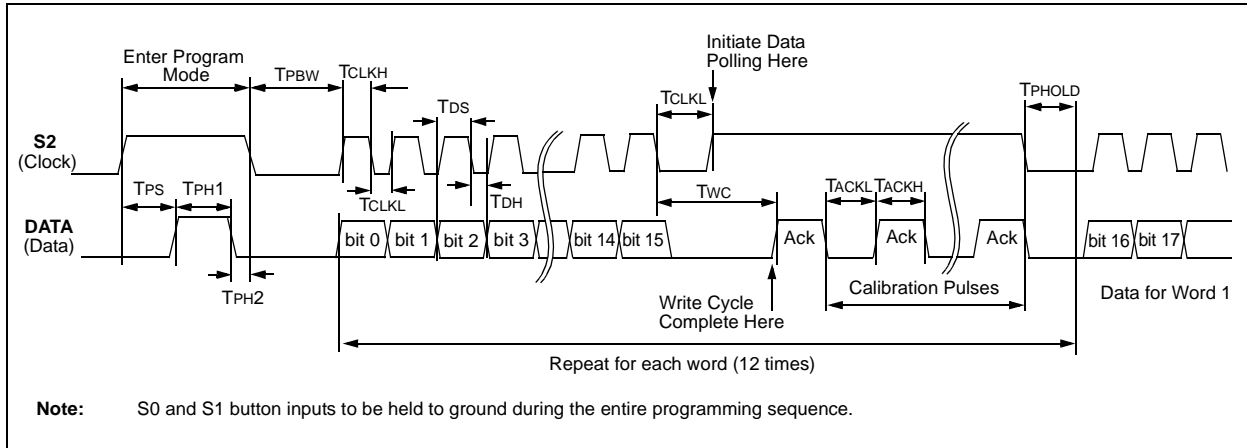 Enter Program
Mode
TPBW
TCLKH
TDS
TCLKL
Initiate Data
Polling Here
TPHOLD
S2
(Clock)
TPS
TPH1
TCLKL
TDH
TWC
TACKL
TACKH
DATA
(Data)
bit 0
bit 1
bit 2
bit 3
bit 14
bit 15
Ack
Ack
Ack
bit 16
bit 17
TPH2
Write Cycle
Complete Here
Calibration Pulses
Data for Word 1
Repeat for each word (12 times)
Note: S0 and S1 button inputs to be held to ground during the entire programming sequence.